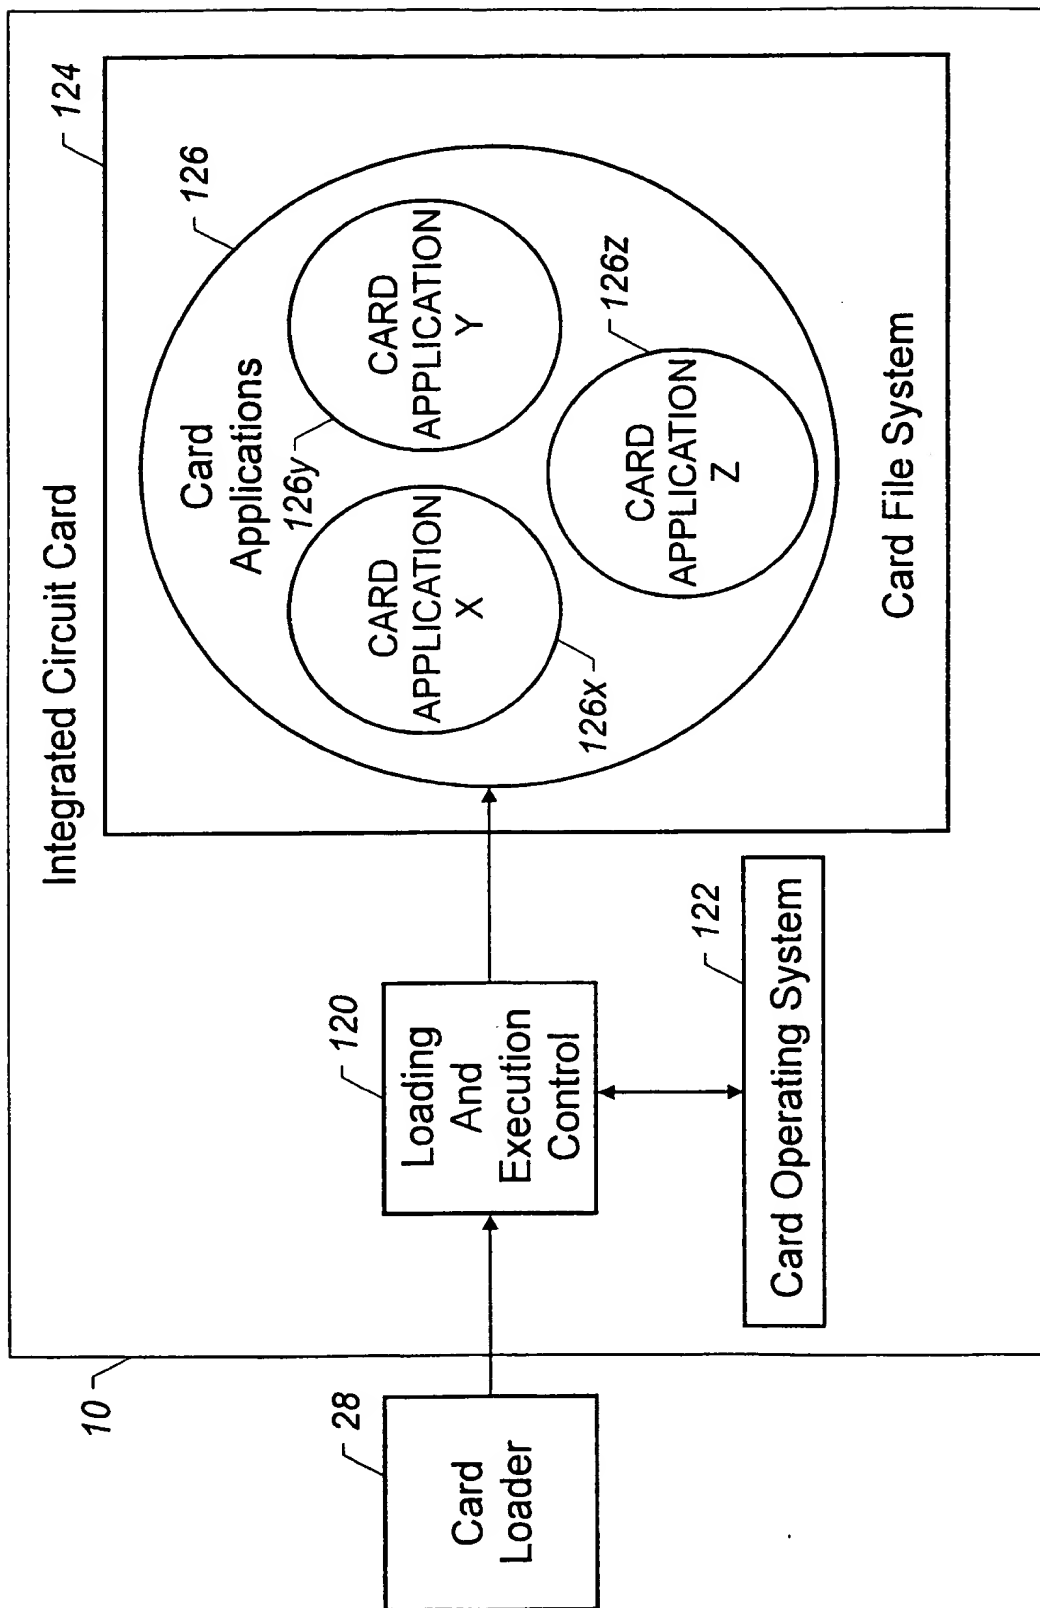 Integrated Circuit Card
10
124
Card
Applications
126
CARD
APPLICATION
X
126x
CARD
APPLICATION
Y
126y
CARD
APPLICATION
Z
126z
Card File System
Card
Loader
28
Loading
And
Execution
Control
120
Card Operating System
122